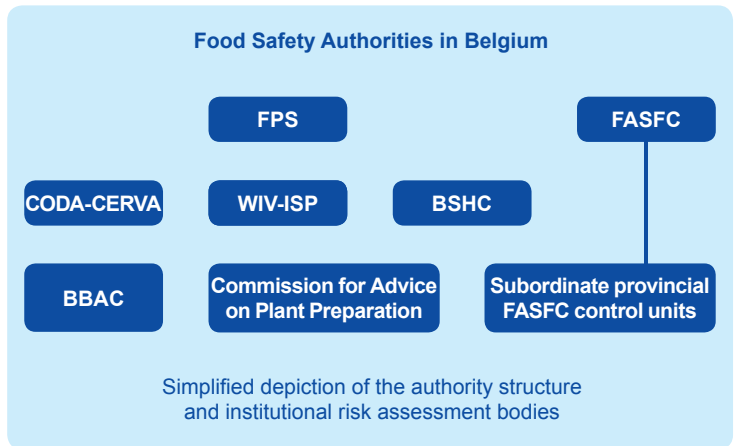 Food Safety Authorities in Belgium
FPS
FASFC
CODA-CERVA
WIV-ISP
BSHC
BBAC
Commission for Advice
on Plant Preparation
Subordinate provincial
FASFC control units
Simplified depiction of the authority structure
and institutional risk assessment bodies